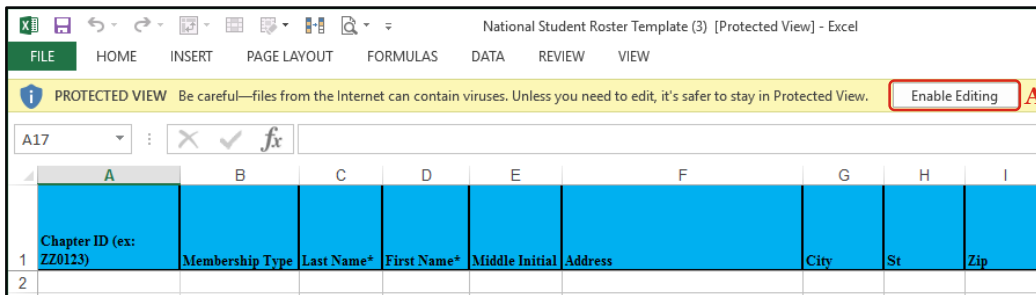 National Student Roster Template (3) [Protected View] - Excel
FILE HOME INSERT PAGE LAYOUT FORMULAS DATA REVIEW VIEW
PROTECTED VIEW Be careful—files from the Internet can contain viruses. Unless you need to edit, it's safer to stay in Protected View. Enable Editing A
A17 fx
A B C D E F G H I
Chapter ID (ex:
1 ZZ0123) Membership Type Last Name* First Name* Middle Initial Address City St Zip
2